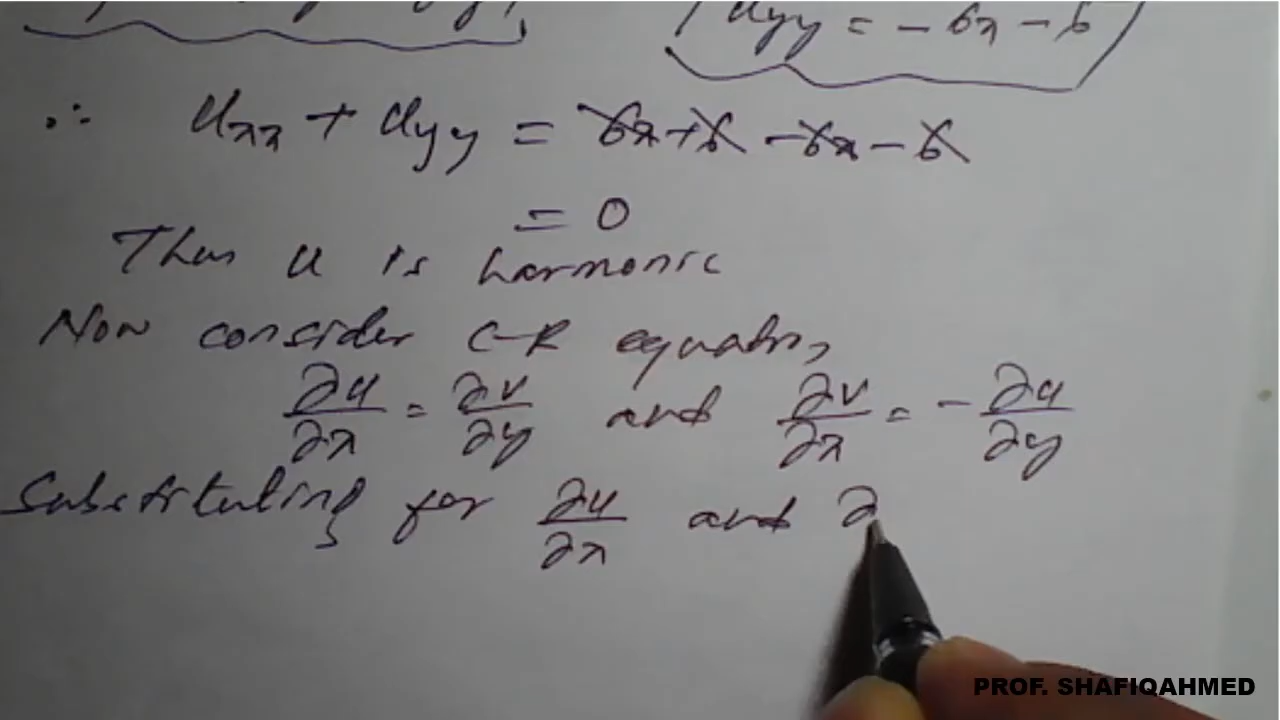 uyy = -6x - 6
∴ uxx + uyy = 6x + 6 - 6x - 6
= 0
Thus u is harmonic
Now consider C-R equatns,
∂u/∂x = ∂v/∂y and ∂v/∂x = - ∂u/∂y
Substituting for ∂u/∂x and ∂
PROF. SHAFIQAHMED